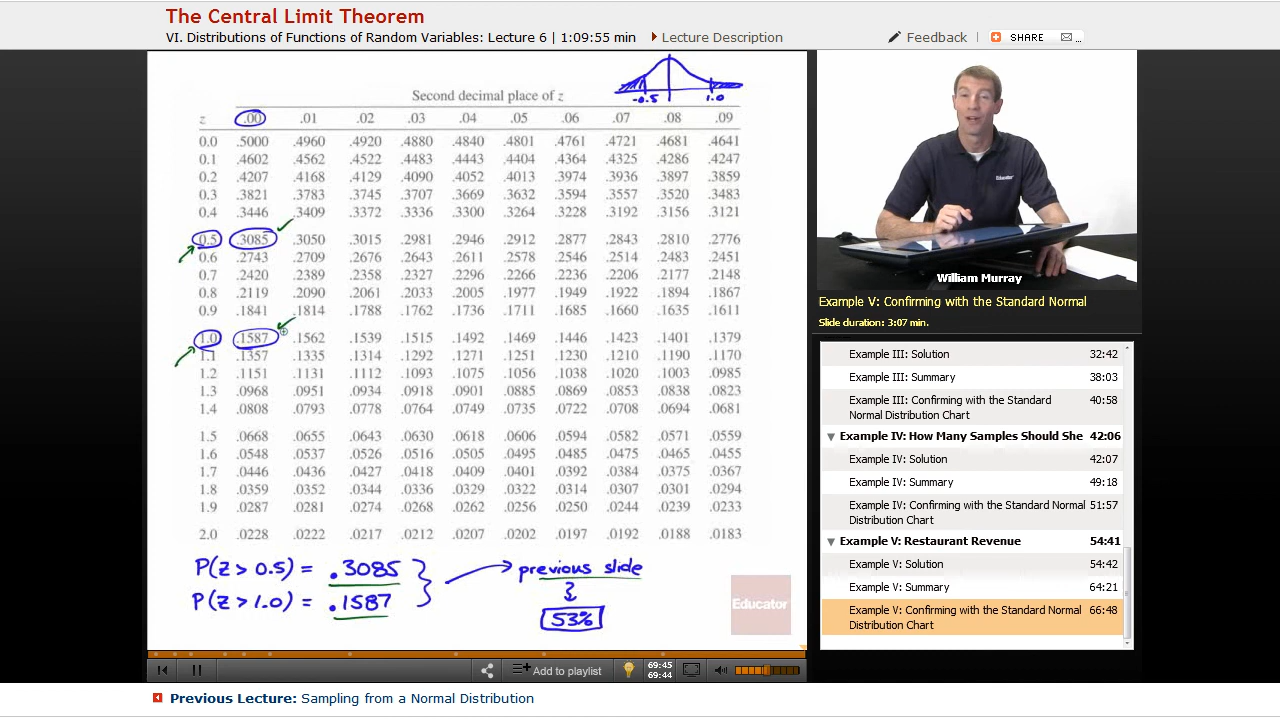 The Central Limit Theorem
VI. Distributions of Functions of Random Variables: Lecture 6 | 1:09:55 min
Lecture Description
Feedback
SHARE
-0.5 1.0
Second decimal place of z
z .00 .01 .02 .03 .04 .05 .06 .07 .08 .09
0.0 .5000 .4960 .4920 .4880 .4840 .4801 .4761 .4721 .4681 .4641
0.1 .4602 .4562 .4522 .4483 .4443 .4404 .4364 .4325 .4286 .4247
0.2 .4207 .4168 .4129 .4090 .4052 .4013 .3974 .3936 .3897 .3859
0.3 .3821 .3783 .3745 .3707 .3669 .3632 .3594 .3557 .3520 .3483
0.4 .3446 .3409 .3372 .3336 .3300 .3264 .3228 .3192 .3156 .3121
0.5 .3085 .3050 .3015 .2981 .2946 .2912 .2877 .2843 .2810 .2776
0.6 .2743 .2709 .2676 .2643 .2611 .2578 .2546 .2514 .2483 .2451
0.7 .2420 .2389 .2358 .2327 .2296 .2266 .2236 .2206 .2177 .2148
0.8 .2119 .2090 .2061 .2033 .2005 .1977 .1949 .1922 .1894 .1867
0.9 .1841 .1814 .1788 .1762 .1736 .1711 .1685 .1660 .1635 .1611
1.0 .1587 .1562 .1539 .1515 .1492 .1469 .1446 .1423 .1401 .1379
1.1 .1357 .1335 .1314 .1292 .1271 .1251 .1230 .1210 .1190 .1170
1.2 .1151 .1131 .1112 .1093 .1075 .1056 .1038 .1020 .1003 .0985
1.3 .0968 .0951 .0934 .0918 .0901 .0885 .0869 .0853 .0838 .0823
1.4 .0808 .0793 .0778 .0764 .0749 .0735 .0722 .0708 .0694 .0681
1.5 .0668 .0655 .0643 .0630 .0618 .0606 .0594 .0582 .0571 .0559
1.6 .0548 .0537 .0526 .0516 .0505 .0495 .0485 .0475 .0465 .0455
1.7 .0446 .0436 .0427 .0418 .0409 .0401 .0392 .0384 .0375 .0367
1.8 .0359 .0352 .0344 .0336 .0329 .0322 .0314 .0307 .0301 .0294
1.9 .0287 .0281 .0274 .0268 .0262 .0256 .0250 .0244 .0239 .0233
2.0 .0228 .0222 .0217 .0212 .0207 .0202 .0197 .0192 .0188 .0183
P(Z > 0.5) = .3085
P(Z > 1.0) = .1587
previous slide
53%
Educator
Educator
William Murray
Example V: Confirming with the Standard Normal
Slide duration: 3:07 min.
Example III: Solution 32:42
Example III: Summary 38:03
Example III: Confirming with the Standard 40:58
Normal Distribution Chart
Example IV: How Many Samples Should She 42:06
Example IV: Solution 42:07
Example IV: Summary 49:18
Example IV: Confirming with the Standard Normal 51:57
Distribution Chart
Example V: Restaurant Revenue 54:41
Example V: Solution 54:42
Example V: Summary 64:21
Example V: Confirming with the Standard Normal 66:48
Distribution Chart
Add to playlist
69:45
69:44
Previous Lecture: Sampling from a Normal Distribution